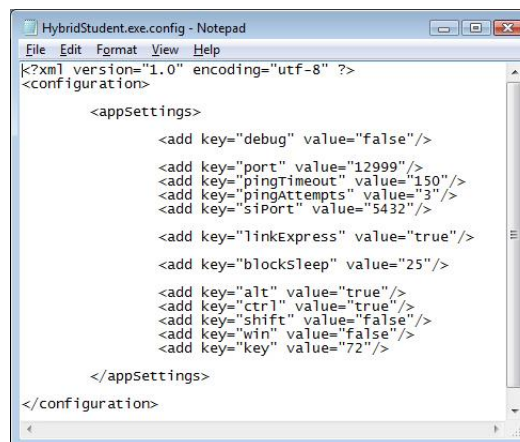 HybridStudent.exe.config - Notepad
File Edit Format View Help
<?xml version="1.0" encoding="utf-8" ?>
<configuration>
<appSettings>
<add key="debug" value="false"/>
<add key="port" value="12999"/>
<add key="pingTimeout" value="150"/>
<add key="pingAttempts" value="3"/>
<add key="siPort" value="5432"/>
<add key="linkExpress" value="true"/>
<add key="blockSleep" value="25"/>
<add key="alt" value="true"/>
<add key="ctrl" value="true"/>
<add key="shift" value="false"/>
<add key="win" value="false"/>
<add key="key" value="72"/>
</appSettings>
</configuration>